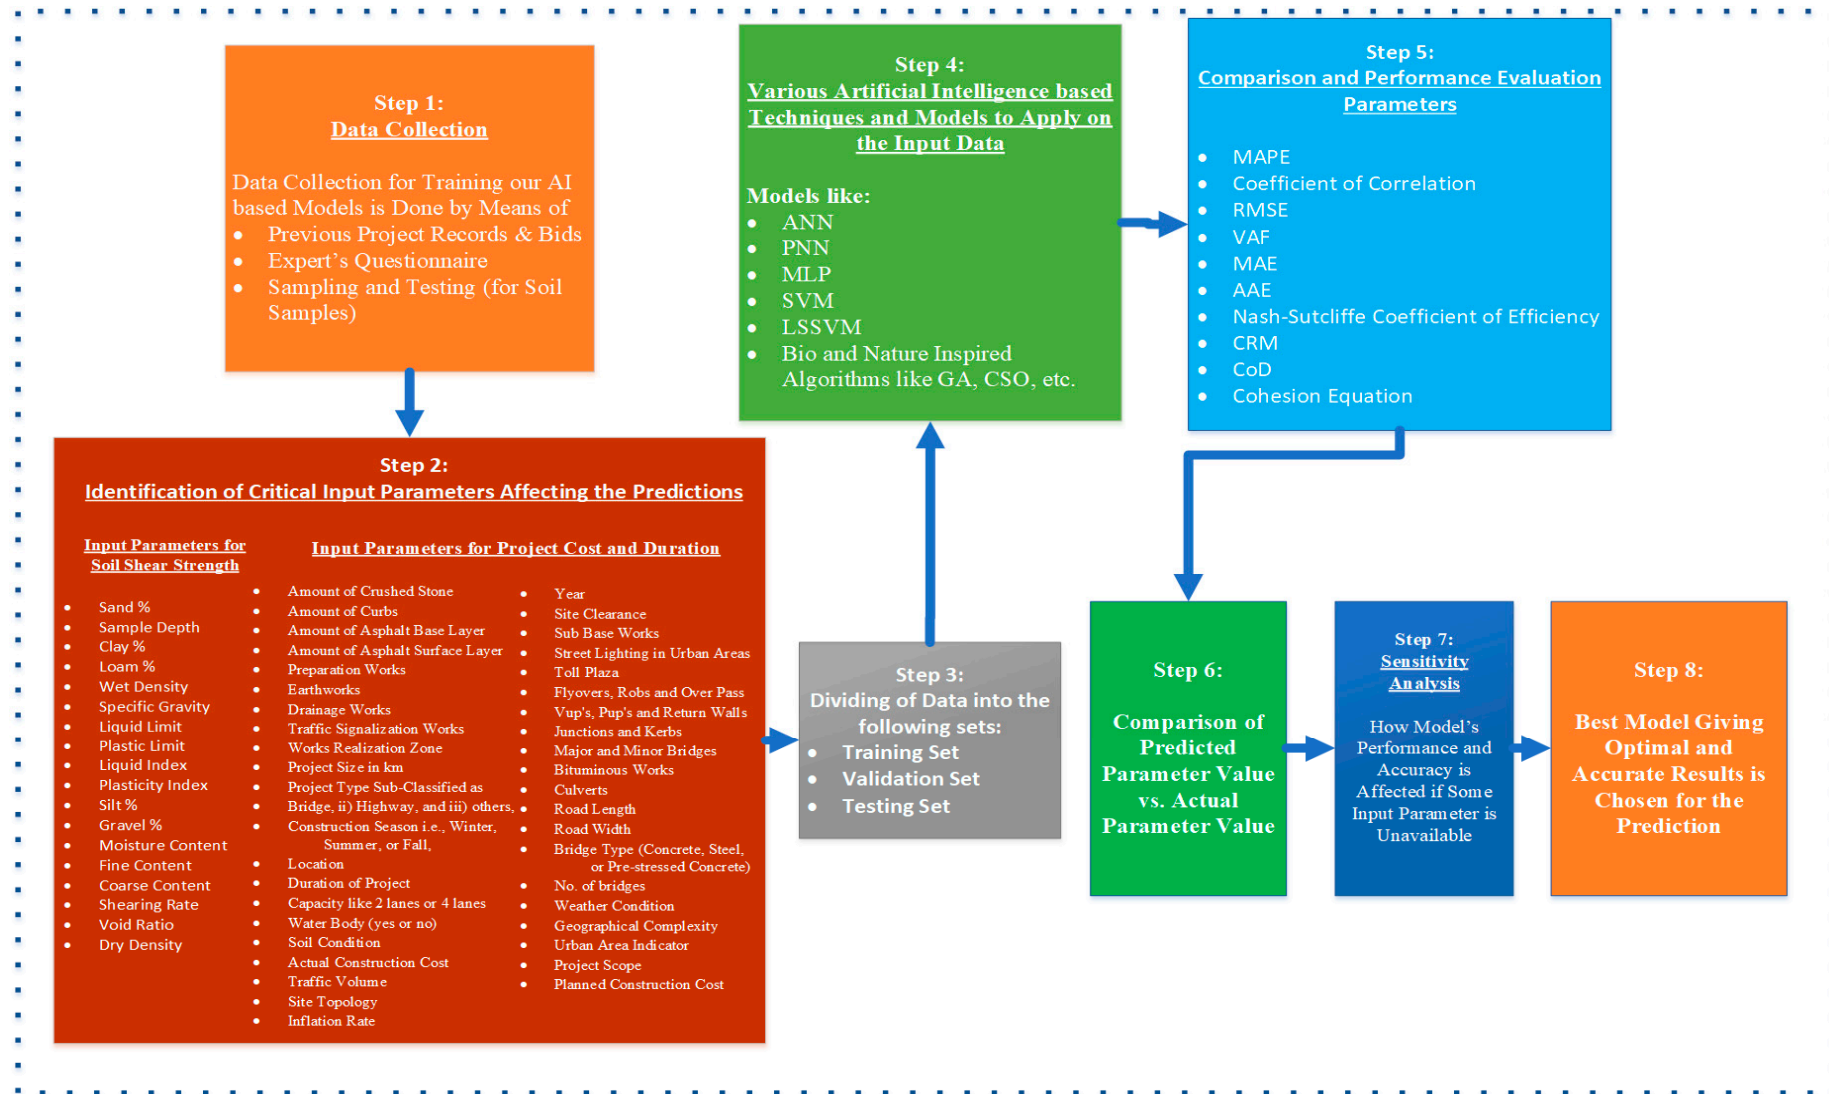 Step 1:
Data Collection
Data Collection for Training our AI
based Models is Done by Means of
• Previous Project Records & Bids
• Expert’s Questionnaire
• Sampling and Testing (for Soil
Samples)
Step 2:
Identification of Critical Input Parameters Affecting the Predictions
Input Parameters for
Soil Shear Strength
• Sand %
• Sample Depth
• Clay %
• Loam %
• Wet Density
• Specific Gravity
• Liquid Limit
• Plastic Limit
• Liquid Index
• Plasticity Index
• Silt %
• Gravel %
• Moisture Content
• Fine Content
• Coarse Content
• Shearing Rate
• Void Ratio
• Dry Density
Input Parameters for Project Cost and Duration
• Amount of Crushed Stone
• Amount of Curbs
• Amount of Asphalt Base Layer
• Amount of Asphalt Surface Layer
• Preparation Works
• Earthworks
• Drainage Works
• Traffic Signalization Works
• Works Realization Zone
• Project Size in km
• Project Type Sub-Classified as
• Bridge, ii) Highway, and iii) others,
• Construction Season i.e., Winter,
Summer, or Fall,
• Location
• Duration of Project
• Capacity like 2 lanes or 4 lanes
• Water Body (yes or no)
• Soil Condition
• Actual Construction Cost
• Traffic Volume
• Site Topology
• Inflation Rate
• Year
• Site Clearance
• Sub Base Works
• Street Lighting in Urban Areas
• Toll Plaza
• Flyovers, Robs and Over Pass
• Vup's, Pup's and Return Walls
• Junctions and Kerbs
• Major and Minor Bridges
• Bituminous Works
• Culverts
• Road Length
• Road Width
• Bridge Type (Concrete, Steel,
or Pre-stressed Concrete)
• No. of bridges
• Weather Condition
• Geographical Complexity
• Urban Area Indicator
• Project Scope
• Planned Construction Cost
Step 3:
Dividing of Data into the
following sets:
• Training Set
• Validation Set
• Testing Set
Step 4:
Various Artificial Intelligence based
Techniques and Models to Apply on
the Input Data
Models like:
• ANN
• PNN
• MLP
• SVM
• LSSVM
• Bio and Nature Inspired
Algorithms like GA, CSO, etc.
Step 5:
Comparison and Performance Evaluation
Parameters
• MAPE
• Coefficient of Correlation
• RMSE
• VAF
• MAE
• AAE
• Nash-Sutcliffe Coefficient of Efficiency
• CRM
• CoD
• Cohesion Equation
Step 6:
Comparison of
Predicted
Parameter Value
vs. Actual
Parameter Value
Step 7:
Sensitivity
Analysis
How Model’s
Performance and
Accuracy is
Affected if Some
Input Parameter is
Unavailable
Step 8:
Best Model Giving
Optimal and
Accurate Results is
Chosen for the
Prediction